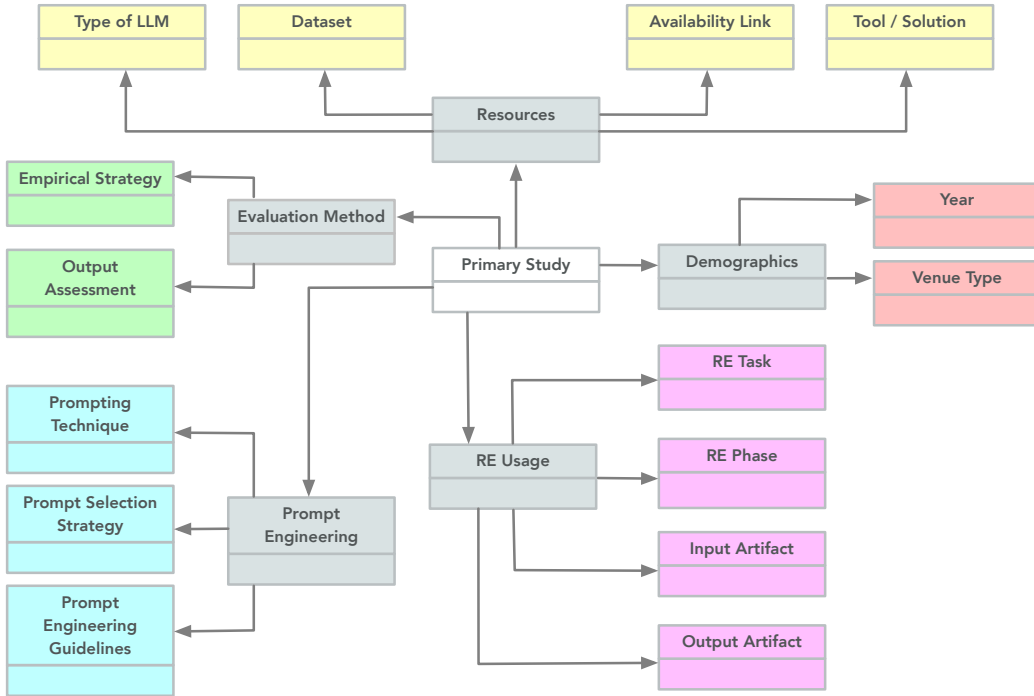 Type of LLM
Dataset
Availability Link
Tool / Solution
Resources
Empirical Strategy
Evaluation Method
Year
Output
Assessment
Primary Study
Demographics
Venue Type
RE Task
Prompting
Technique
RE Usage
RE Phase
Prompt Selection
Strategy
Prompt
Engineering
Input Artifact
Prompt
Engineering
Guidelines
Output Artifact